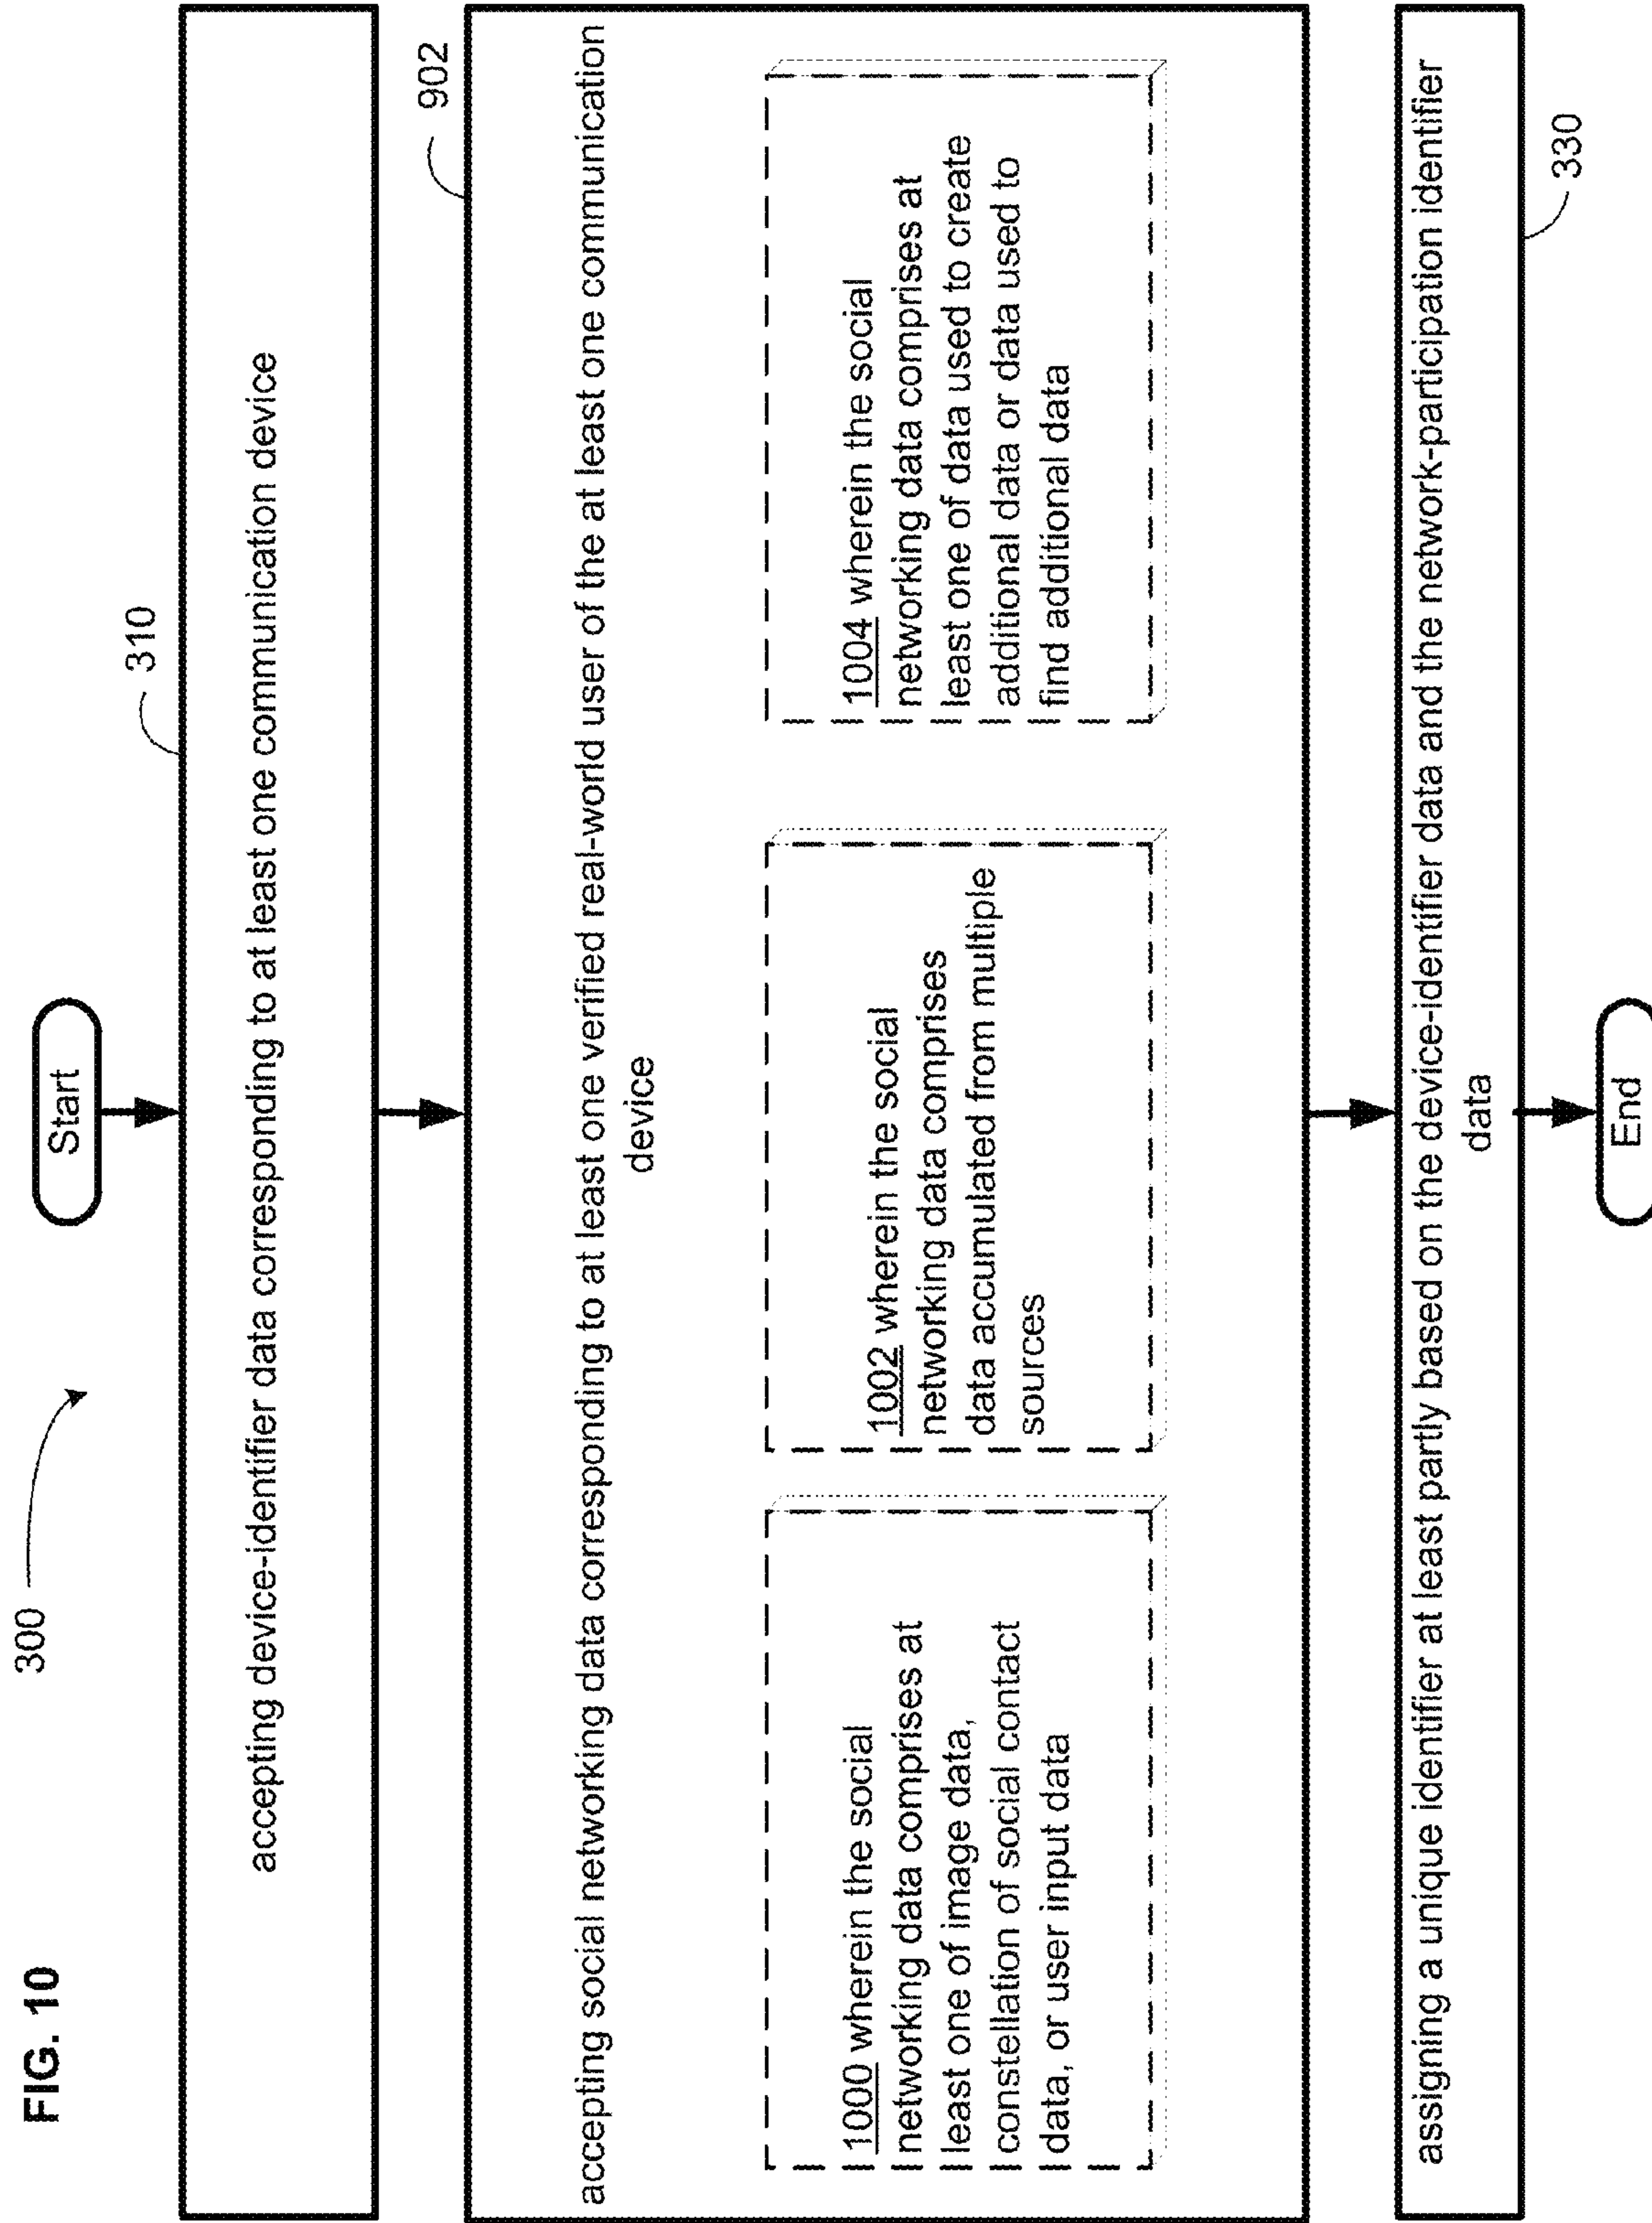 FIG. 10
300
Start
310
accepting device-identifier data corresponding to at least one communication device
902
accepting social networking data corresponding to at least one verified real-world user of the at least one communication
device
1000 wherein the social
networking data comprises at
least one of image data,
constellation of social contact
data, or user input data
1002 wherein the social
networking data comprises
data accumulated from multiple
sources
1004 wherein the social
networking data comprises at
least one of data used to create
additional data or data used to
find additional data
assigning a unique identifier at least partly based on the device-identifier data and the network-participation identifier
data
330
End